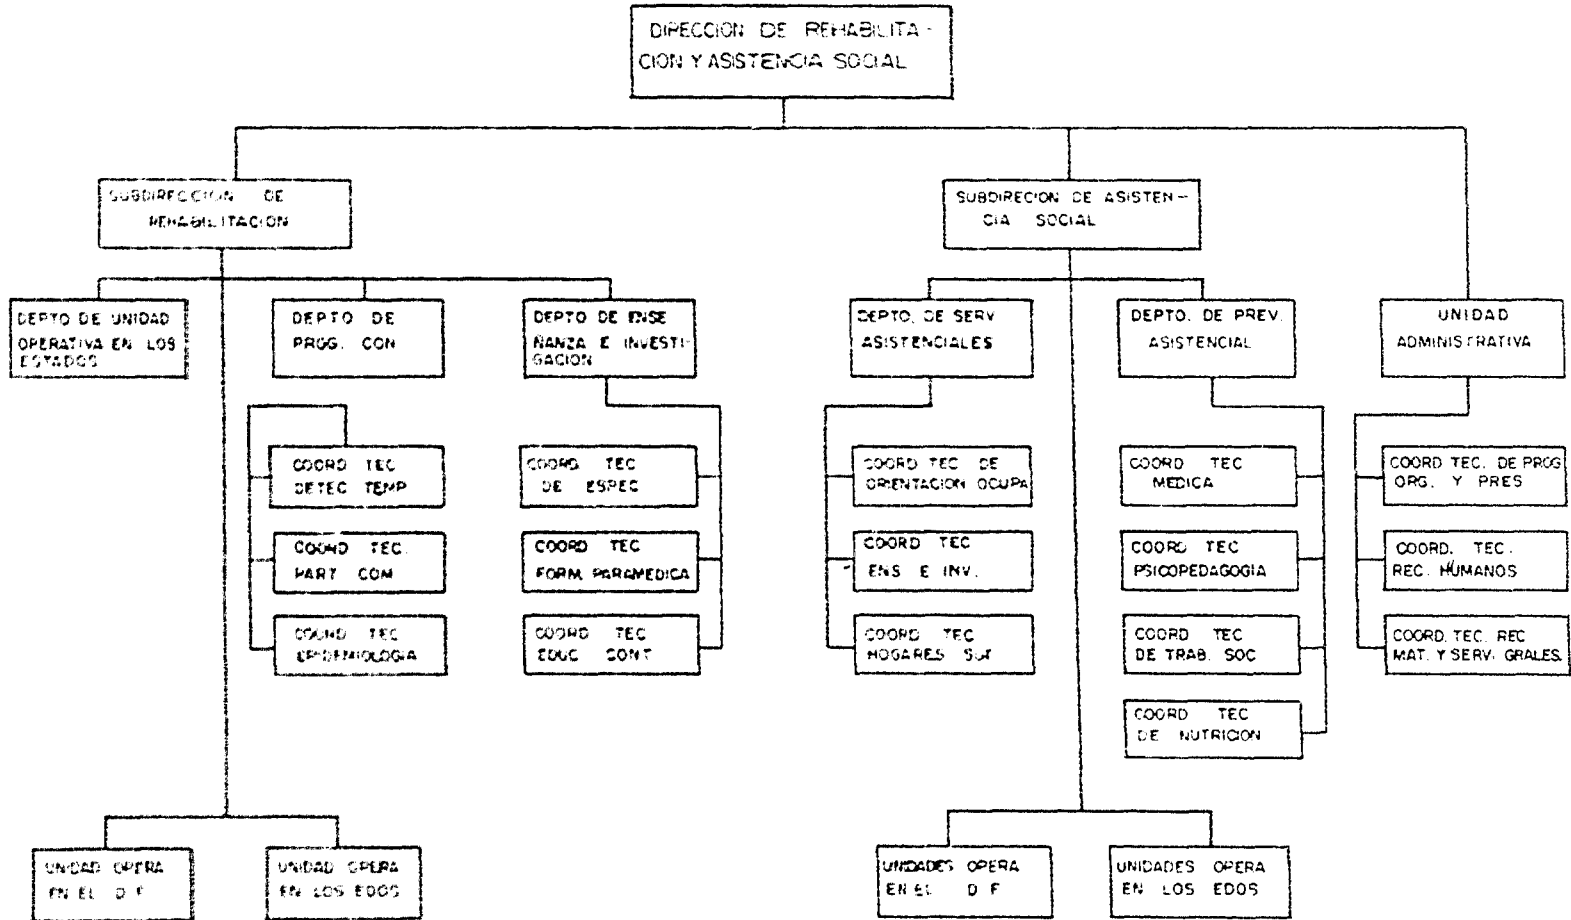 DIRECCION DE REHABILITA-
CION Y ASISTENCIA SOCIAL
SUBDIRECCION DE
REHABILITACION
SUBDIRECION DE ASISTEN-
CIA SOCIAL
DEPTO DE UNIDAD
OPERATIVA EN LOS
ESTADOS
DEPTO DE
PROG. CON
DEPTO DE ENSE
ÑANZA E INVESTI-
GACION
DEPTO. DE SERV
ASISTENCIALES
DEPTO. DE PREV.
ASISTENCIAL
UNIDAD
ADMINISTRATIVA
COORD TEC
DETEC TEMP
COORD TEC
DE ESPEC
COORD TEC. DE
ORIENTACION OCUPA
COORD TEC
MEDICA
COORD TEC. DE PROG
ORG. Y PRES
COORD TEC.
PART COM
COORD TEC
FORM. PARAMEDICA
COORD TEC
ENS E INV.
COORD TEC
PSICOPEDAGOGIA
COORD. TEC.
REC. HUMANOS
COORD TEC
EPIDEMIOLOGIA
COORD TEC
EDUC CONT
COORD TEC
HOGARES SUT
COORD TEC
DE TRAB. SOC
COORD. TEC. REC
MAT. Y SERV. GRALES.
COORD TEC
DE NUTRICION
UNIDAD OPERA
EN EL D F
UNIDAD OPERA
EN LOS EDOS
UNIDADES OPERA
EN EL D F
UNIDADES OPERA
EN LOS EDOS